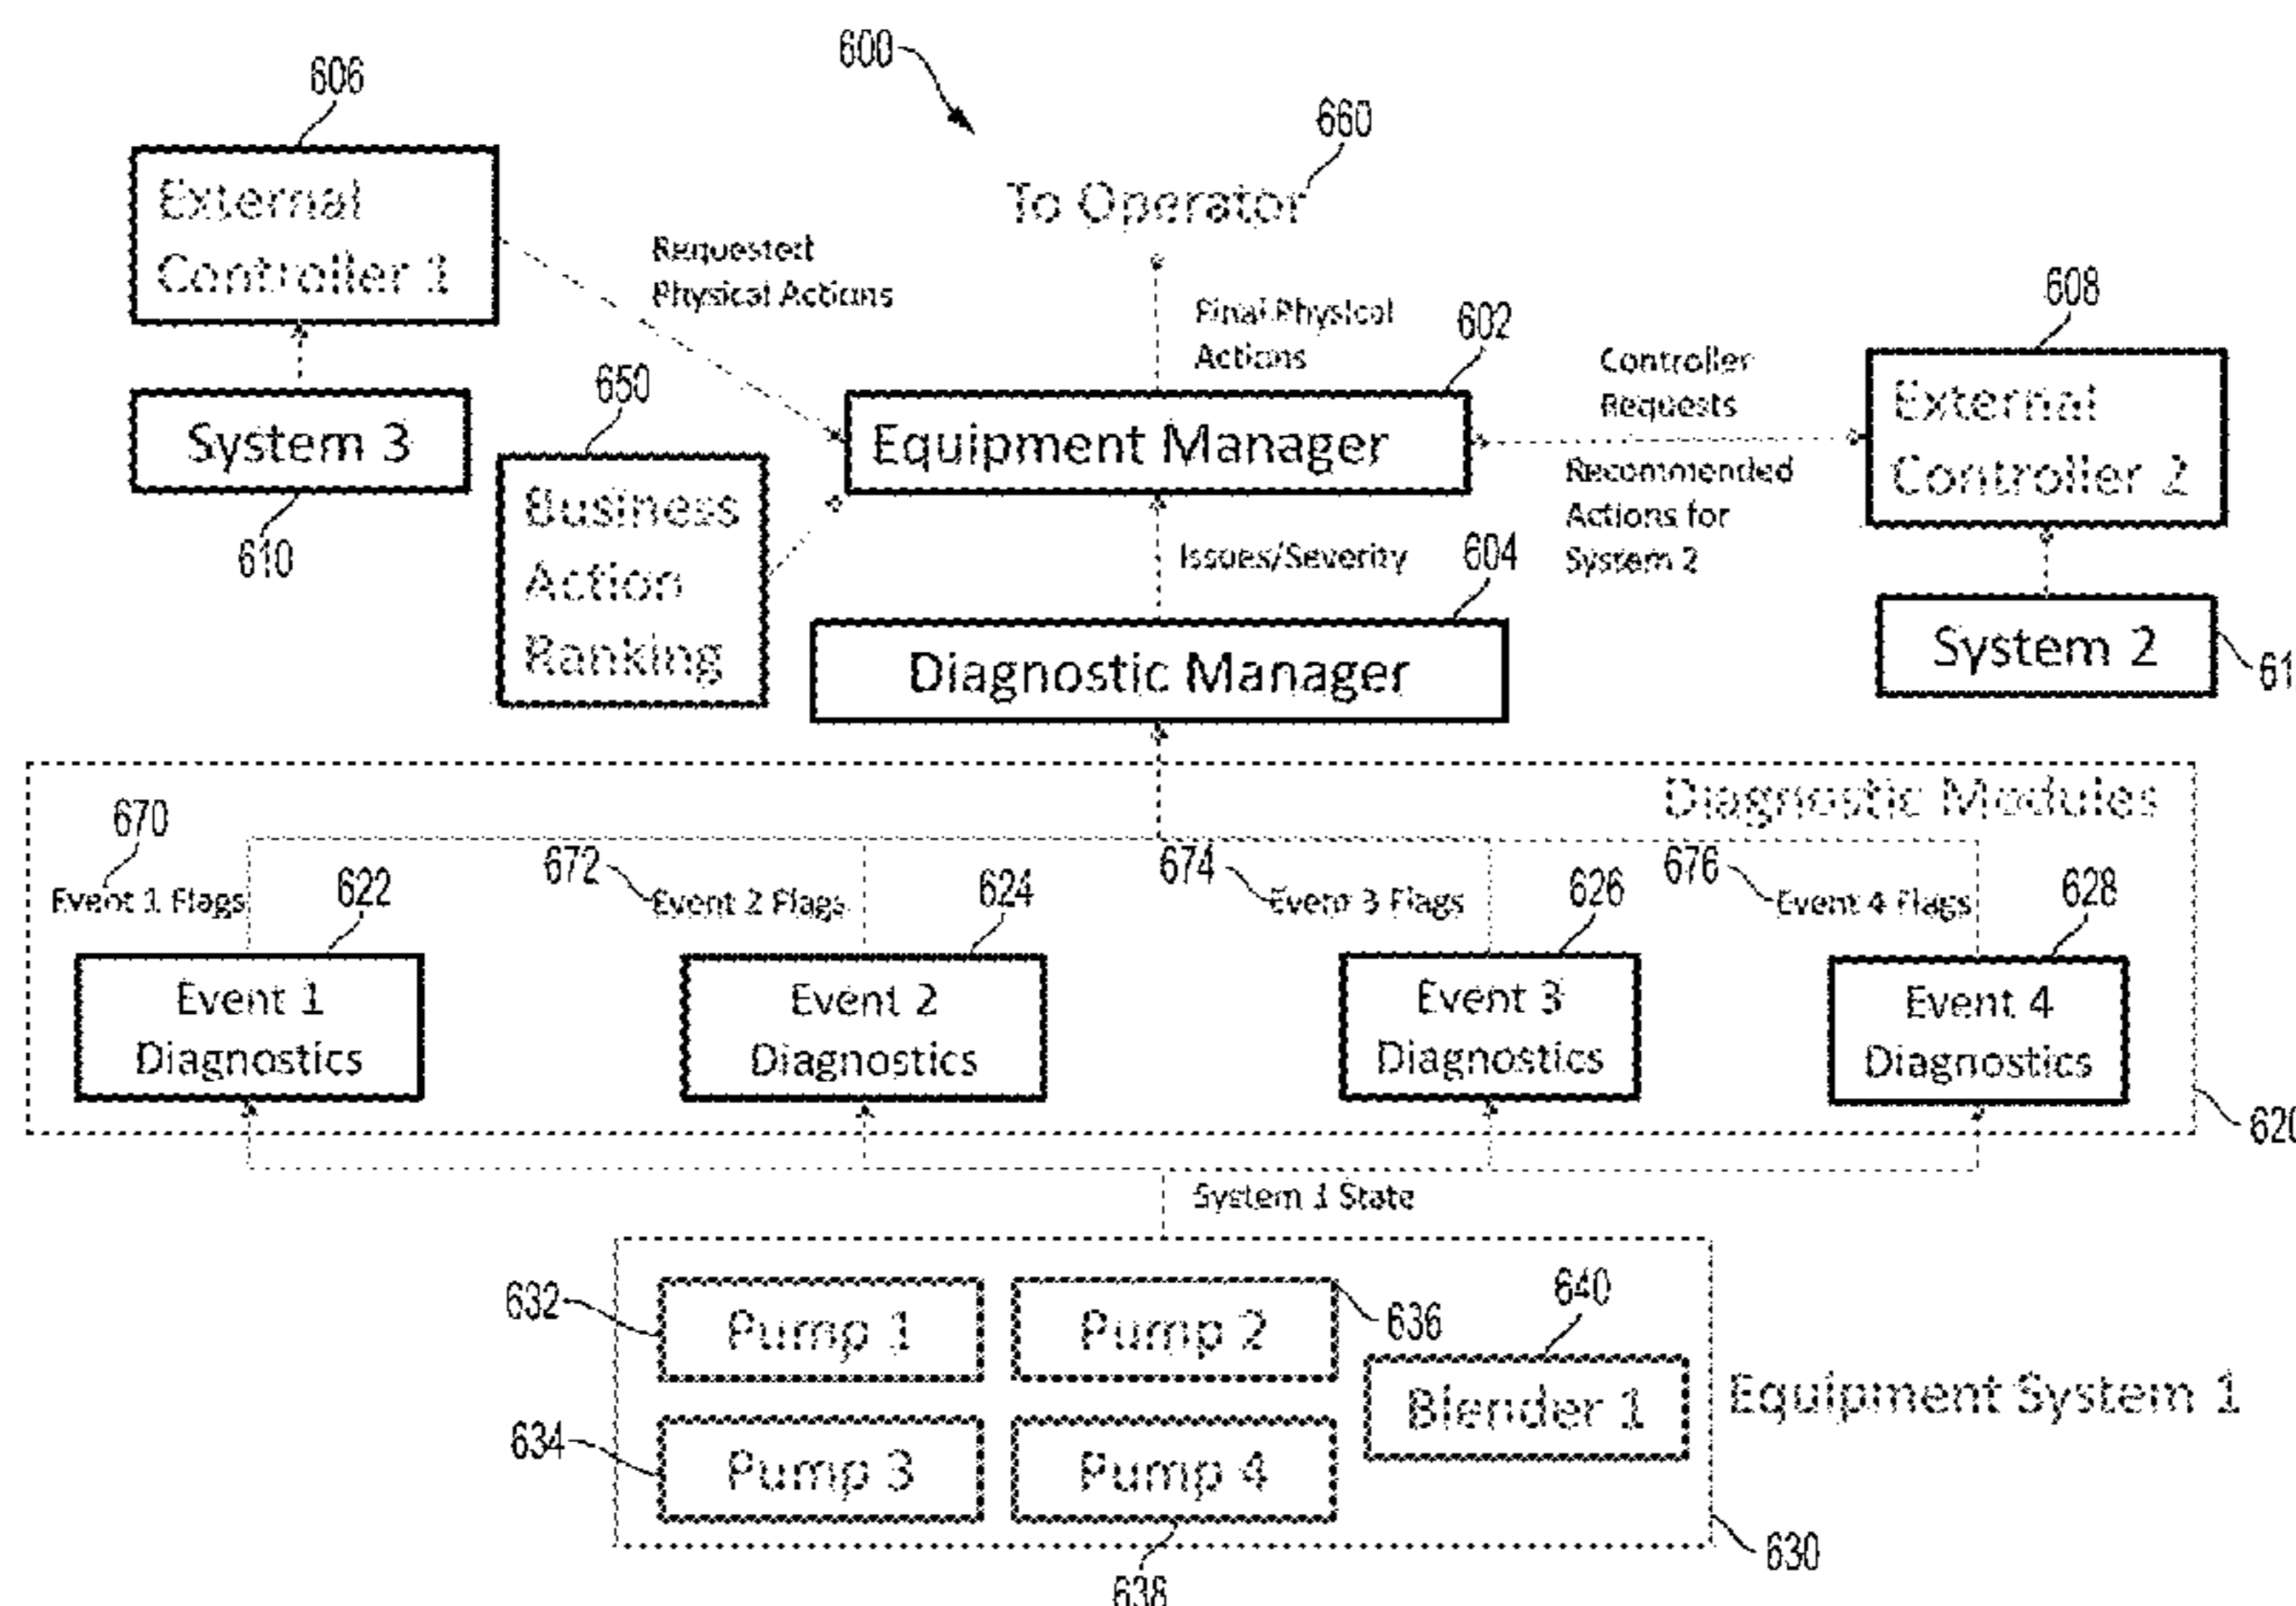 600
606
660
To Operator
External
Controller 1
Requested
Physical Actions
Final Physical
Actions
602
608
650
Controller
Requests
External
Controller 2
System 3
Equipment Manager
Recommended
Actions for
System 2
610
Business
Action
Ranking
Issues/Severity
604
System 2
61
Diagnostic Manager
Diagnostic Modules
670
672
674
676
Event 1 Flags
622
Event 2 Flags
624
Event 3 Flags
626
Event 4 Flags
628
Event 1
Diagnostics
Event 2
Diagnostics
Event 3
Diagnostics
Event 4
Diagnostics
620
System 1 State
632
Pump 1
Pump 2
636
640
Blender 1
Equipment System 1
634
Pump 3
Pump 4
630
638